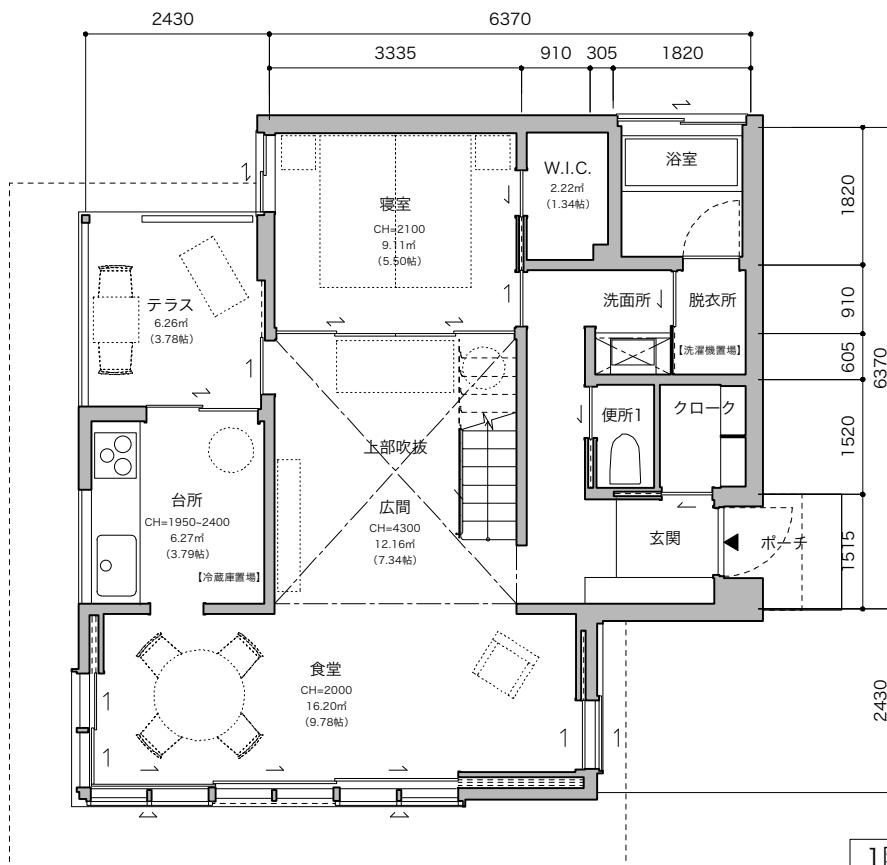 2430
6370
3335
910
305
1820
寝室
CH=2100
9.11㎡
（5.50帖）
W.I.C.
2.22㎡
（1.34帖）
浴室
1820
テラス
6.26㎡
（3.78帖）
洗面所
脱衣所
【洗濯機置場】
910
605
6370
上部吹抜
便所1
クローク
1520
台所
CH=1950~2400
6.27㎡
（3.79帖）
【冷蔵庫置場】
広間
CH=4300
12.16㎡
（7.34帖）
玄関
ポーチ
1515
食堂
CH=2000
16.20㎡
（9.78帖）
2430